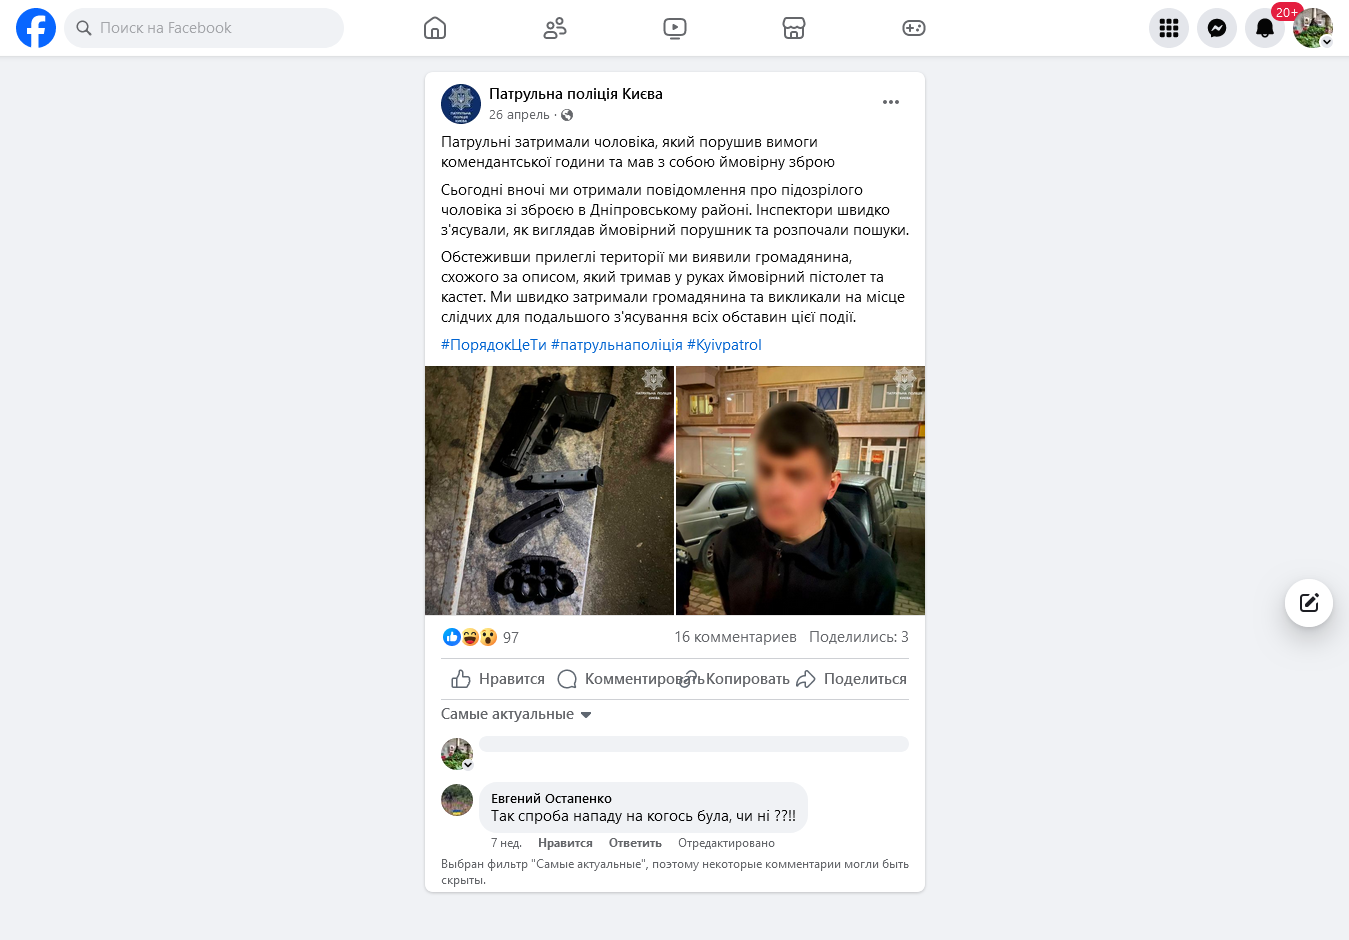 Поиск на Facebook
20+
Патрульна поліція Києва
26 апрель ·
Патрульні затримали чоловіка, який порушив вимоги
комендантської години та мав з собою ймовірну зброю
Сьогодні вночі ми отримали повідомлення про підозрілого
чоловіка зі зброєю в Дніпровському районі. Інспектори швидко
з'ясували, як виглядав ймовірний порушник та розпочали пошуки.
Обстеживши прилеглі території ми виявили громадянина,
схожого за описом, який тримав у руках ймовірний пістолет та
кастет. Ми швидко затримали громадянина та викликали на місце
слідчих для подальшого з'ясування всіх обставин цієї події.
#ПорядокЦеТи #патрульнаполіція #Kyivpatrol
ПАТРУЛЬНА ПОЛІЦІЯ
КИЄВА
ПАТРУЛЬНА ПОЛІЦІЯ
КИЄВА
97
16 комментариев Поделились: 3
Нравится Комментировать Копировать Поделиться
Самые актуальные
Евгений Остапенко
Так спроба нападу на когось була, чи ні ??!!
7 нед. Нравится Ответить Отредактировано
Выбран фильтр "Самые актуальные", поэтому некоторые комментарии могли быть
скрыты.